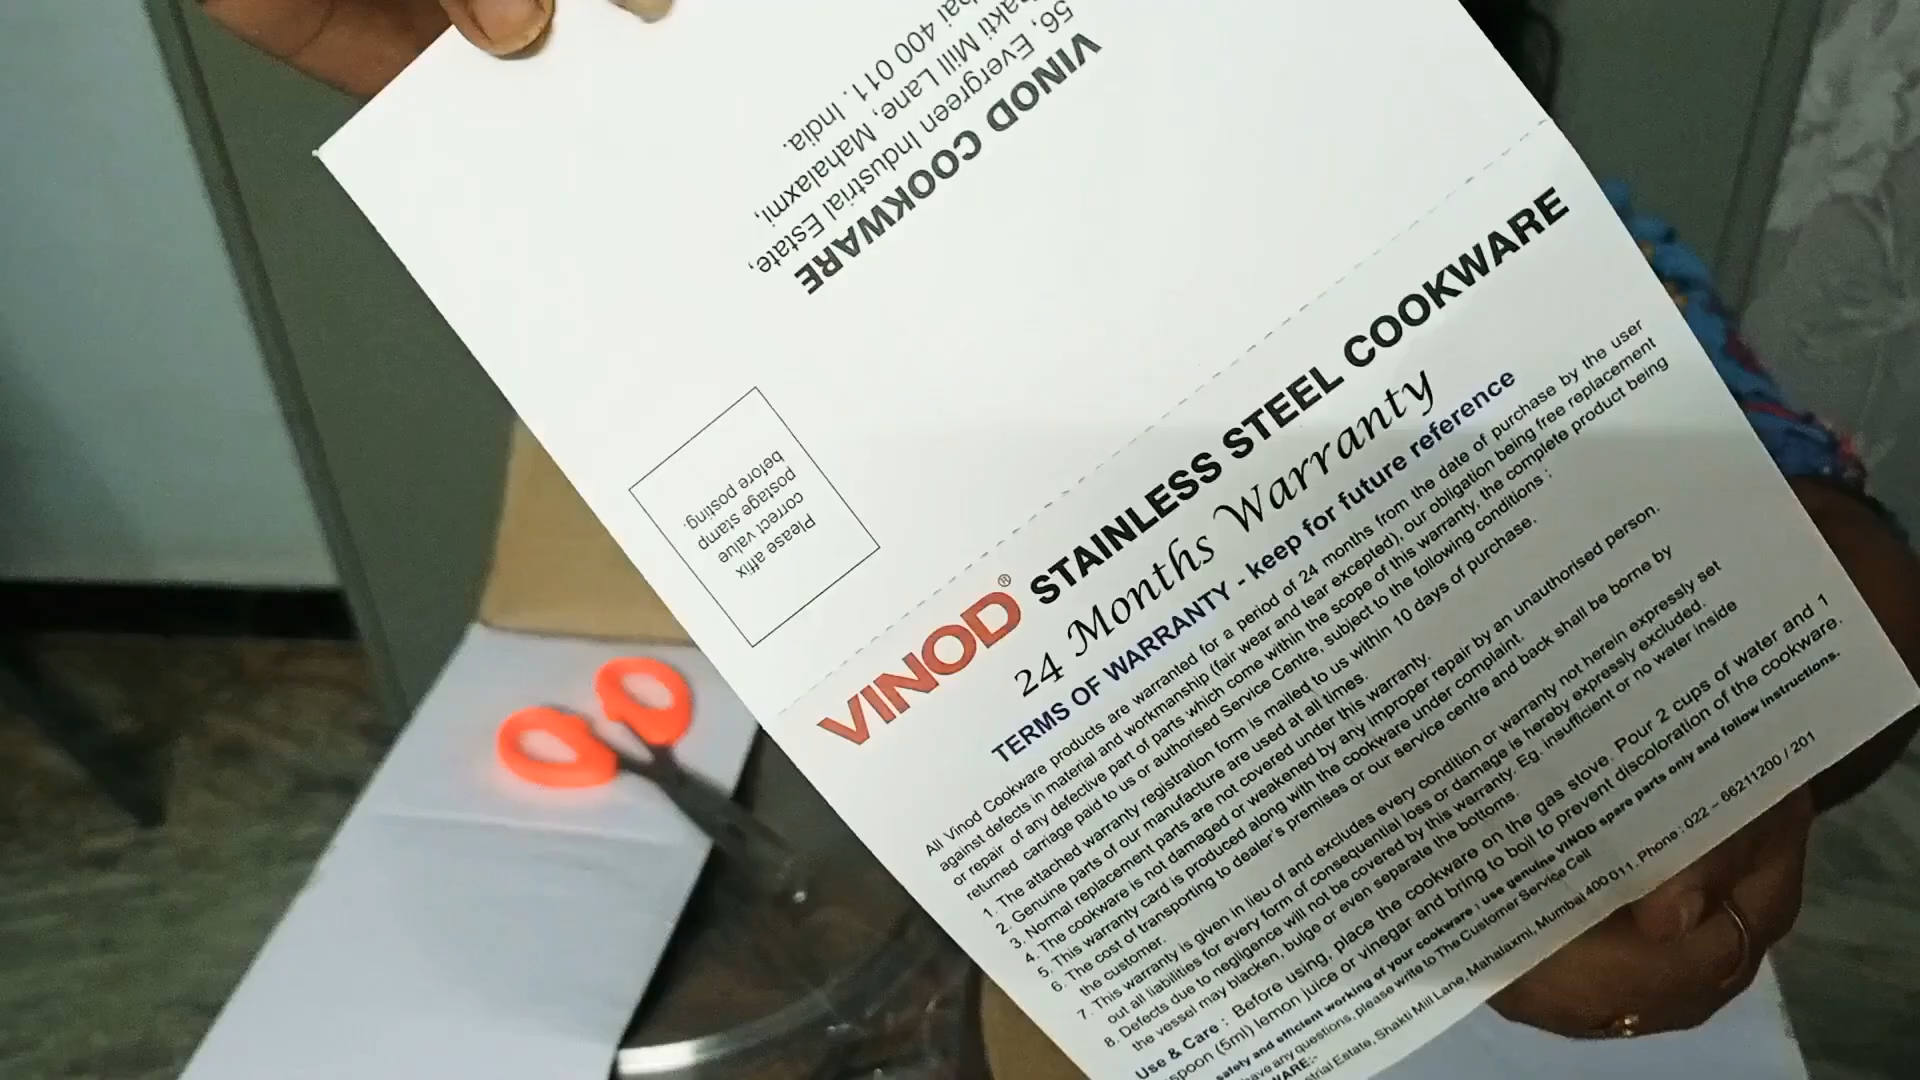 VINOD COOKWARE
56, Evergreen Industrial Estate,
akti Mill Lane, Mahalaxmi,
bai 400 011. India.
Please affix
correct value
postage stamp
before posting.
VINOD® STAINLESS STEEL COOKWARE
24 Months Warranty
TERMS OF WARRANTY - keep for future reference
All Vinod Cookware products are warranted for a period of 24 months from the date of purchase by the user
against defects in material and workmanship (fair wear and tear excepted), our obligation being free replacement
or repair of any defective part of parts which come within the scope of this warranty, the complete product being
returned carriage paid to us or authorised Service Centre, subject to the following conditions :
1. The attached warranty registration form is mailed to us within 10 days of purchase.
2. Genuine parts of our manufacture are used at all times.
3. Normal replacement parts are not covered under this warranty.
4. The cookware is not damaged or weakened by any improper repair by an unauthorised person.
5. This warranty card is produced along with the cookware under complaint.
6. The cost of transporting to dealer's premises or our service centre and back shall be borne by
the customer.
7. This warranty is given in lieu of and excludes every condition or warranty not herein expressly set
out all liabilities for every form of consequential loss or damage is hereby expressly excluded.
8. Defects due to negligence will not be covered by this warranty. Eg. insufficient or no water inside
the vessel may blacken, bulge or even separate the bottoms.
Use & Care : Before using, place the cookware on the gas stove. Pour 2 cups of water and 1
spoon (5ml) lemon juice or vinegar and bring to boil to prevent discoloration of the cookware.
safety and efficient working of your cookware : use genuine VINOD spare parts only and follow instructions.
have any questions, please write to The Customer Service Cell
WARE:-
strial Estate, Shakti Mill Lane, Mahalaxmi, Mumbai 400 011. Phone : 022 – 66211200 / 201